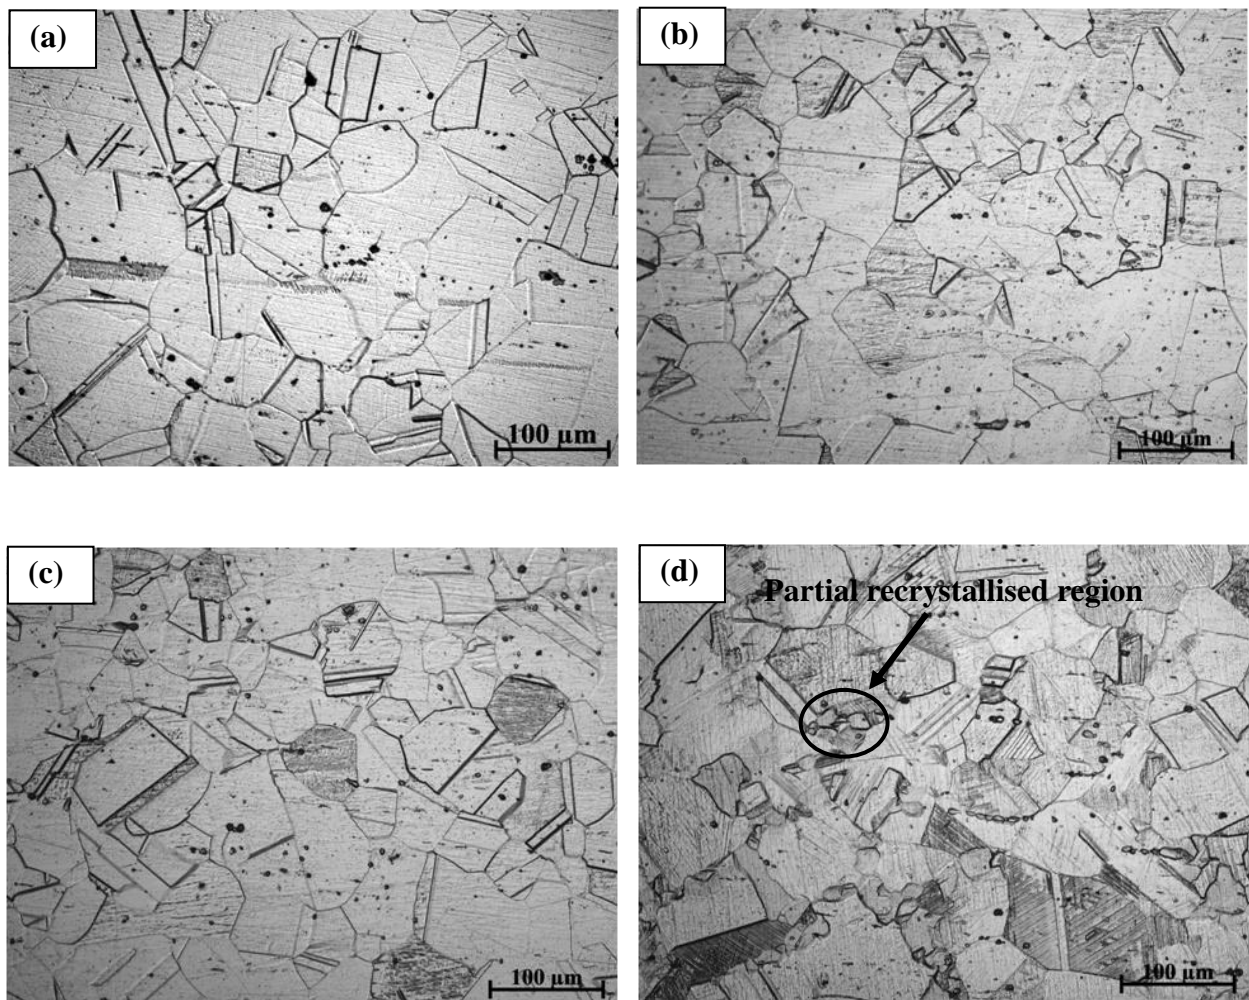 (a)
(b)
100 µm
100 µm
(c)
(d)
Partial recrystallised region
100 µm
100 µm